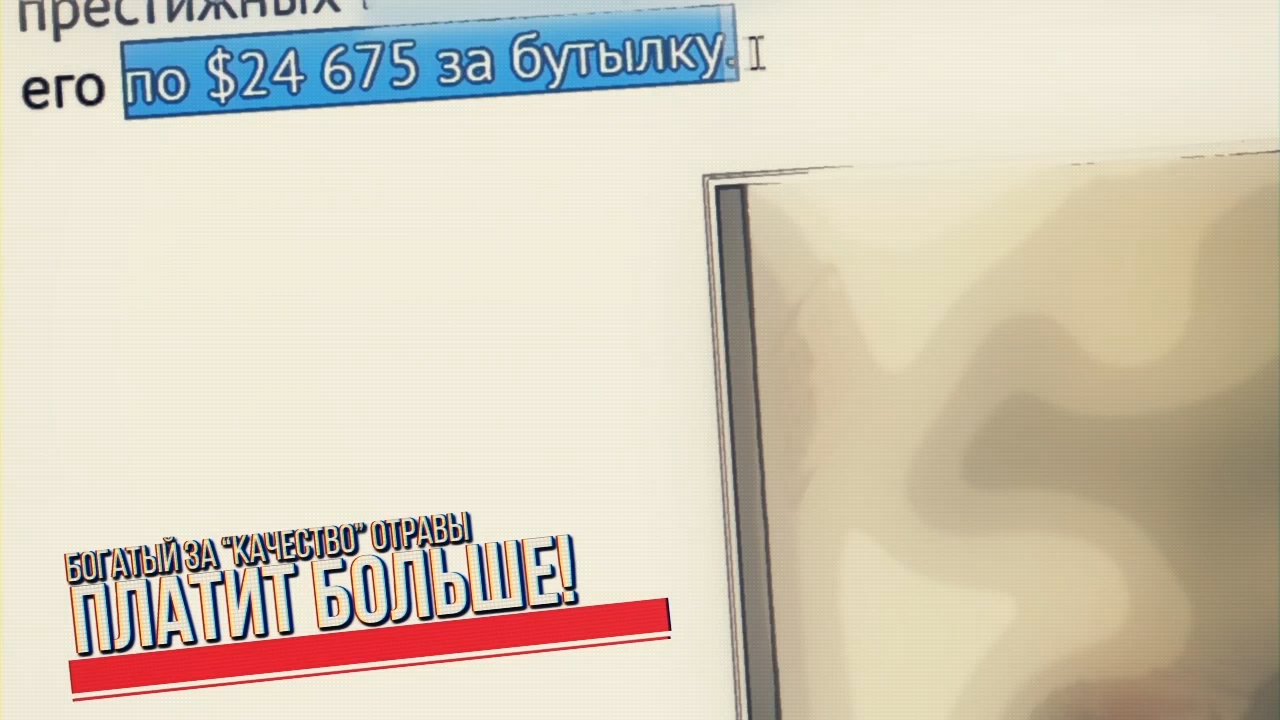 престижных
его по $24 675 за бутылку.
БОГАТЫЙ ЗА “КАЧЕСТВО” ОТРАВЫ
ПЛАТИТ БОЛЬШЕ!